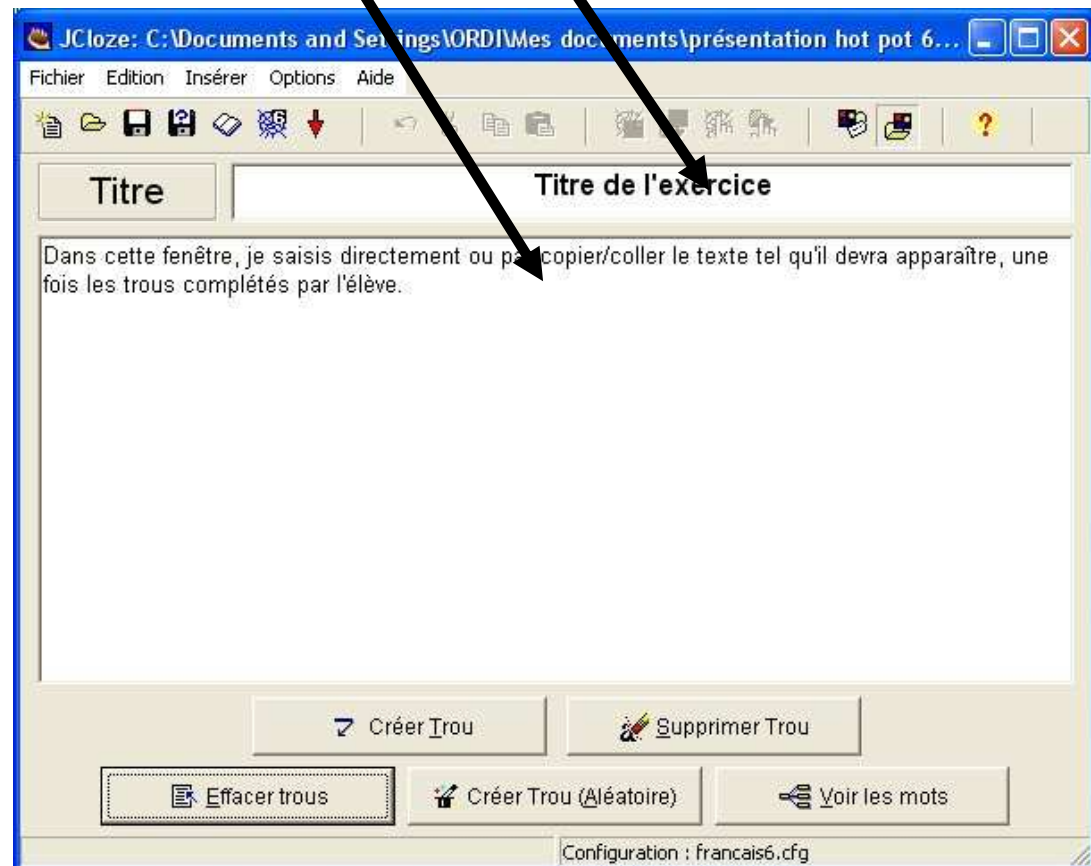 JCloze: C:\Documents and Settings\ORDI\Mes documents\présentation hot pot 6...
Fichier Edition Insérer Options Aide
Titre
Titre de l'exercice
Dans cette fenêtre, je saisis directement ou par copier/coller le texte tel qu'il devra apparaître, une
fois les trous complétés par l'élève.
Créer Trou Supprimer Trou
Effacer trous Créer Trou (Aléatoire) Voir les mots
Configuration : francais6.cfg